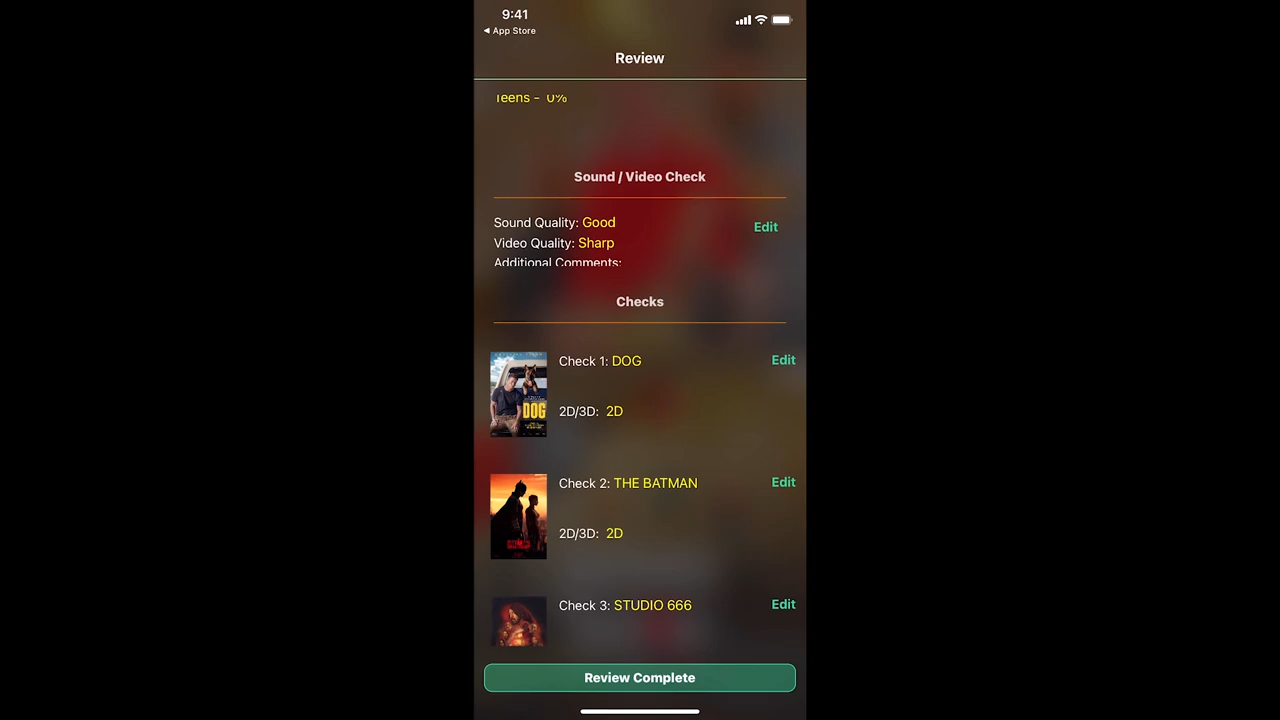 9:41
◀ App Store
Review
Teens - 0%
Sound / Video Check
Sound Quality: Good
Edit
Video Quality: Sharp
Additional Comments:
Checks
Check 1: DOG
Edit
DOG
2D/3D: 2D
Check 2: THE BATMAN
Edit
2D/3D: 2D
Check 3: STUDIO 666
Edit
Review Complete